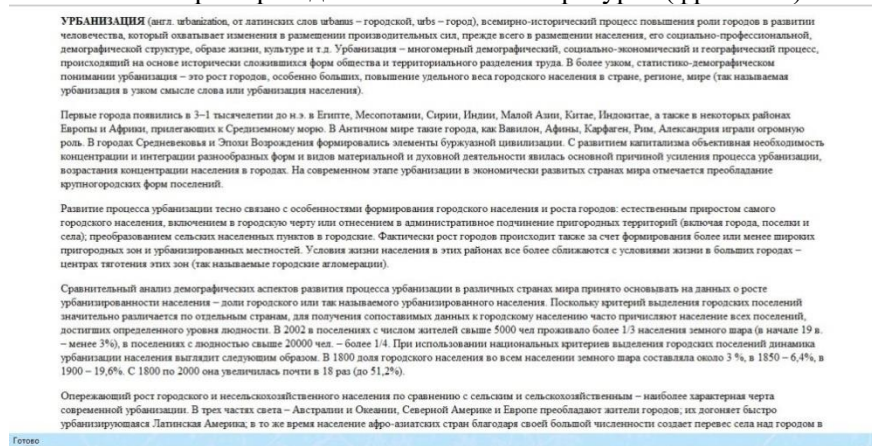 УРБАНИЗАЦИЯ (англ. urbanization, от латинских слов urbanus – городской, urbs – город), всемирно-исторический процесс повышения роли городов в развитии
человечества, который охватывает изменения в размещении производительных сил, прежде всего в размещении населения, его социально-профессиональной,
демографической структуре, образе жизни, культуре и т.д. Урбанизация – многомерный демографический, социально-экономический и географический процесс,
происходящий на основе исторически сложившихся форм общества и территориального разделения труда. В более узком, статистико-демографическом
понимании урбанизация – это рост городов, особенно больших, повышение удельного веса городского населения в стране, регионе, мире (так называемая
урбанизация в узком смысле слова или урбанизация населения).
Первые города появились в 3–1 тысячелетии до н.э. в Египте, Месопотамии, Сирии, Индии, Малой Азии, Китае, Индокитае, а также в некоторых районах
Европы и Африки, прилегающих к Средиземному морю. В Античном мире такие города, как Вавилон, Афины, Карфаген, Рим, Александрия играли огромную
роль. В городах Средневековья и Эпохи Возрождения формировались элементы буржуазной цивилизации. С развитием капитализма объективная необходимость
концентрации и интеграции разнообразных форм и видов материальной и духовной деятельности явилась основной причиной усиления процесса урбанизации,
возрастания концентрации населения в городах. На современном этапе урбанизации в экономически развитых странах мира отмечается преобладание
крупногородских форм поселений.
Развитие процесса урбанизации тесно связано с особенностями формирования городского населения и роста городов: естественным приростом самого
городского населения, включением в городскую черту или отнесением в административное подчинение пригородных территорий (включая города, поселки и
села); преобразованием сельских населенных пунктов в городские. Фактически рост городов происходит также за счет формирования более или менее широких
пригородных зон и урбанизированных местностей. Условия жизни населения в этих районах все более сближаются с условиями жизни в больших городах –
центрах тяготения этих зон (так называемые городские агломерации).
Сравнительный анализ демографических аспектов развития процесса урбанизации в различных странах мира принято основывать на данных о росте
урбанизированности населения – доли городского или так называемого урбанизированного населения. Поскольку критерий выделения городских поселений
значительно различается по отдельным странам, для получения сопоставимых данных к городскому населению часто причисляют население всех поселений,
достигших определенного уровня людности. В 2002 в поселениях с числом жителей свыше 5000 чел проживало более 1/3 населения земного шара (в начале 19 в.
– менее 3%), в поселениях с людностью свыше 20000 чел. – более 1/4. При использовании национальных критериев выделения городских поселений динамика
урбанизации населения выглядит следующим образом. В 1800 доля городского населения во всем населении земного шара составляла около 3 %, в 1850 – 6,4%, в
1900 – 19,6%. С 1800 по 2000 она увеличилась почти в 18 раз (до 51,2%).
Опережающий рост городского и несельскохозяйственного населения по сравнению с сельским и сельскохозяйственным – наиболее характерная черта
современной урбанизации. В трех частях света – Австралии и Океании, Северной Америке и Европе преобладают жители городов; их догоняет быстро
урбанизирующаяся Латинская Америка; в то же время население афро-азиатских стран благодаря своей большой численности создает перевес села над городом в
Готово